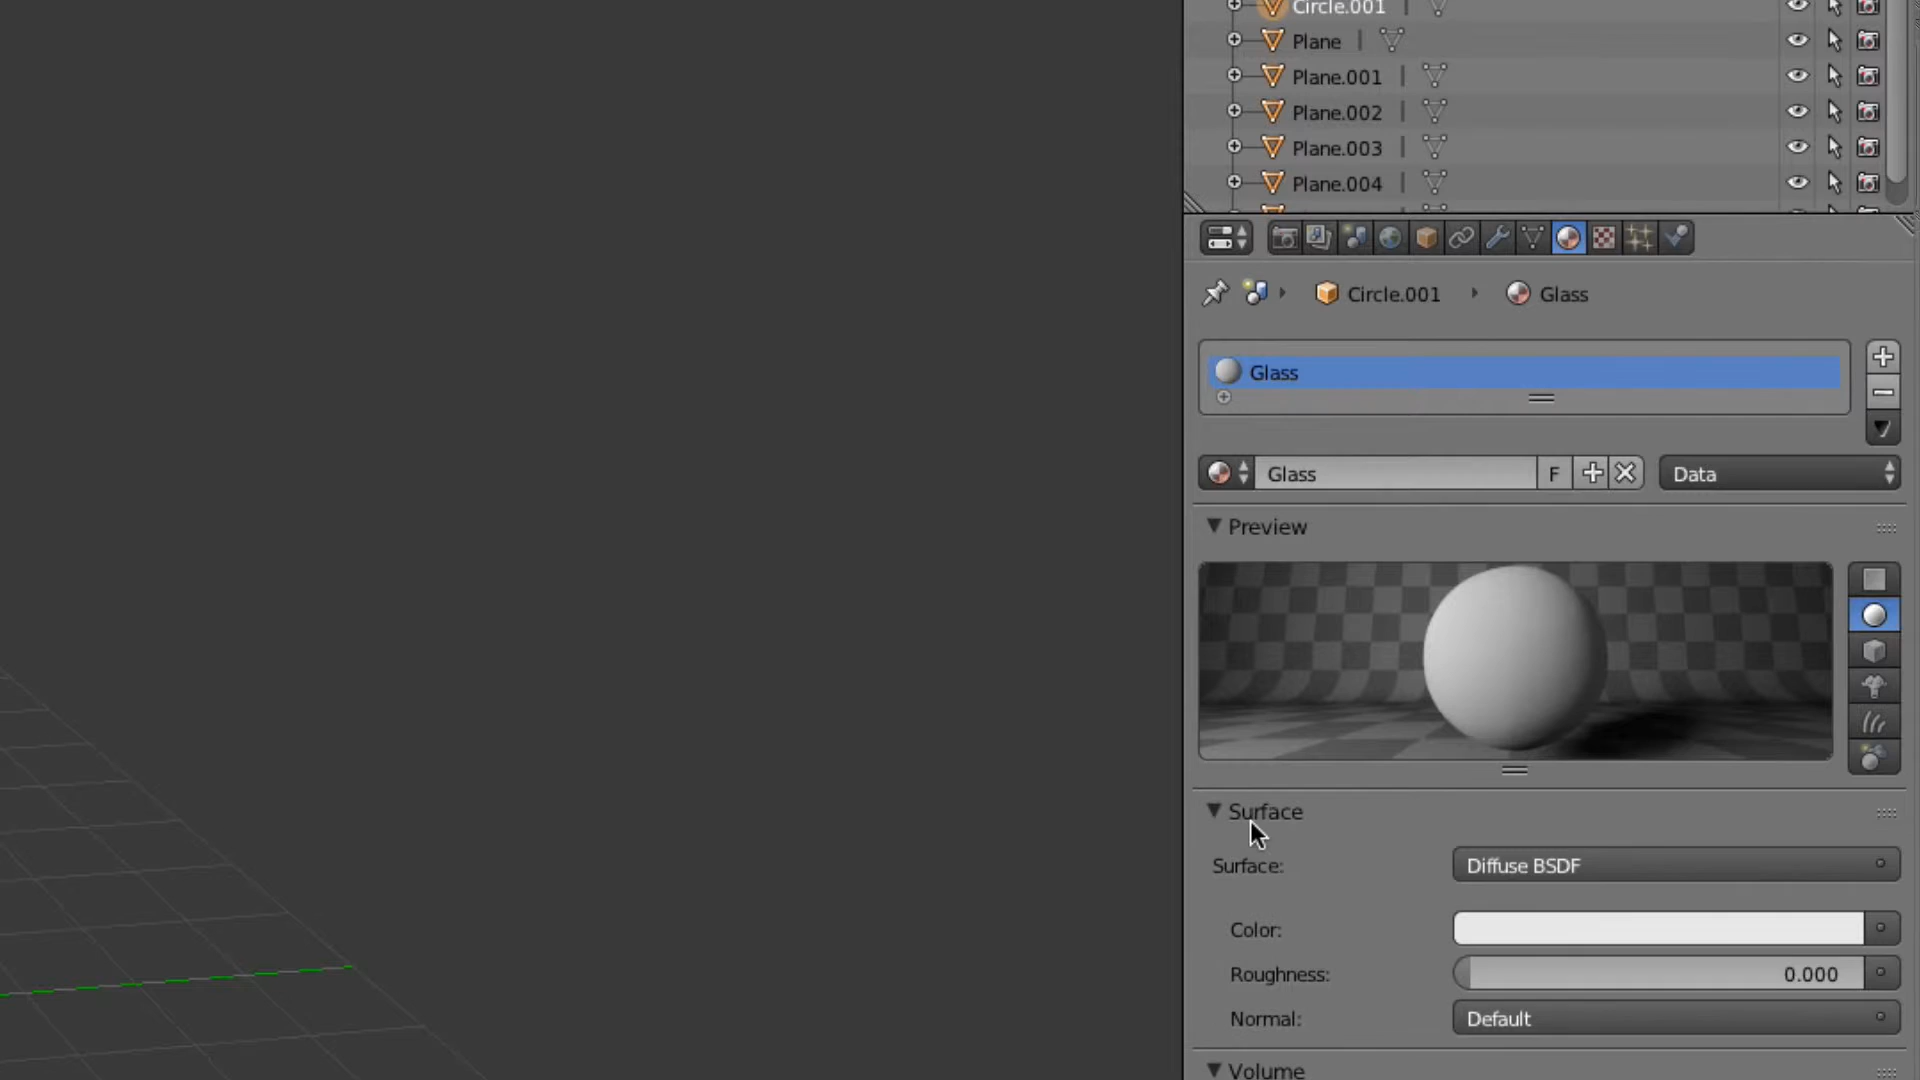 Circle.001 |
Plane |
Plane.001 |
Plane.002 |
Plane.003 |
Plane.004 |
Circle.001 Glass
Glass
Glass F Data
Preview
Surface
Surface: Diffuse BSDF
Color:
Roughness: 0.000
Normal: Default
Volume